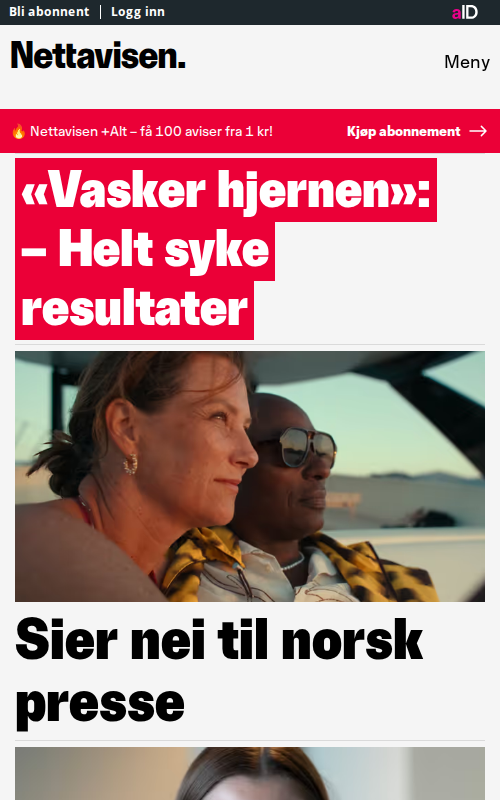 Bli abonnent | Logg inn
aID
Nettavisen.
Meny
🔥 Nettavisen +Alt – få 100 aviser fra 1 kr!
Kjøp abonnement →
«Vasker hjernen»:
– Helt syke
resultater
Sier nei til norsk
presse